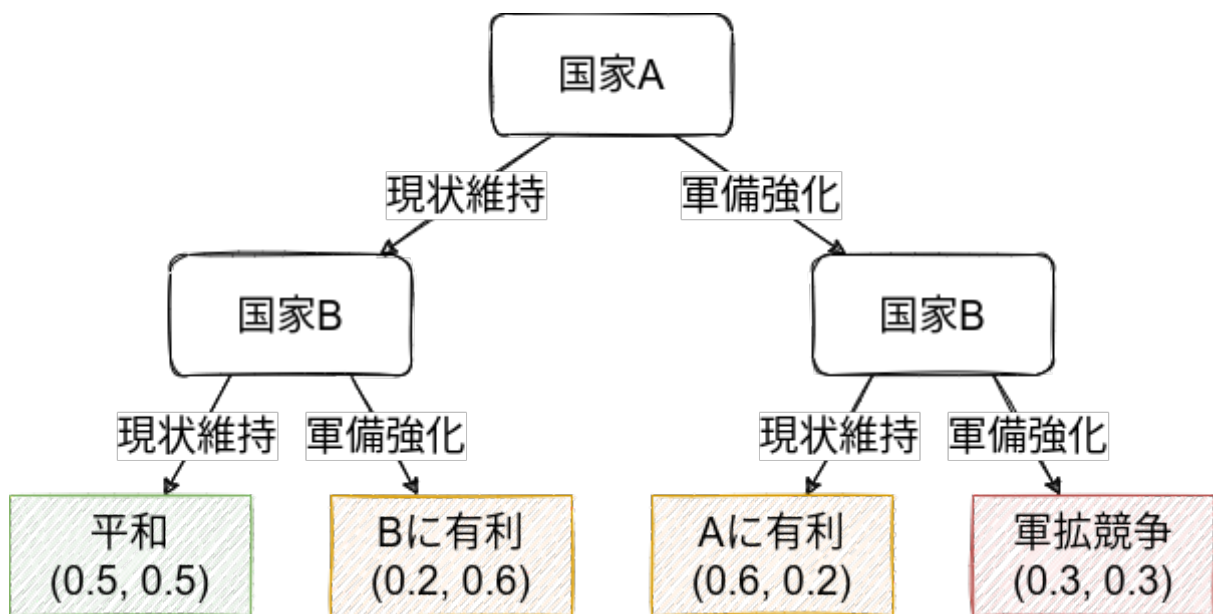 国家A
現状維持
軍備強化
国家B
国家B
現状維持
軍備強化
現状維持
軍備強化
平和
(0.5, 0.5)
Bに有利
(0.2, 0.6)
Aに有利
(0.6, 0.2)
軍拡競争
(0.3, 0.3)